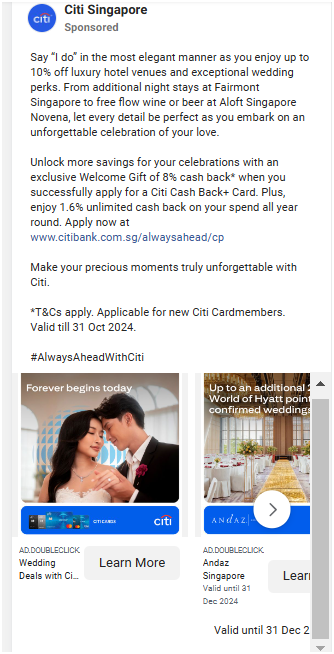 citi
Citi Singapore
Sponsored
Say “I do” in the most elegant manner as you enjoy up to
10% off luxury hotel venues and exceptional wedding
perks. From additional night stays at Fairmont
Singapore to free flow wine or beer at Aloft Singapore
Novena, let every detail be perfect as you embark on an
unforgettable celebration of your love.
Unlock more savings for your celebrations with an
exclusive Welcome Gift of 8% cash back* when you
successfully apply for a Citi Cash Back+ Card. Plus,
enjoy 1.6% unlimited cash back on your spend all year
round. Apply now at
www.citibank.com.sg/alwaysahead/cp
Make your precious moments truly unforgettable with
Citi.
*T&Cs apply. Applicable for new Citi Cardmembers.
Valid till 31 Oct 2024.
#AlwaysAheadWithCiti
Forever begins today
CITI CARDS
citi
AD.DOUBLECLICK.
Wedding
Deals with Ci...
Learn More
Up to an additional 2
World of Hyatt point
confirmed weddings
ANDAZ
AD.DOUBLECLICK.
Andaz
Singapore
Valid until 31
Dec 2024
Lear
Valid until 31 Dec 2